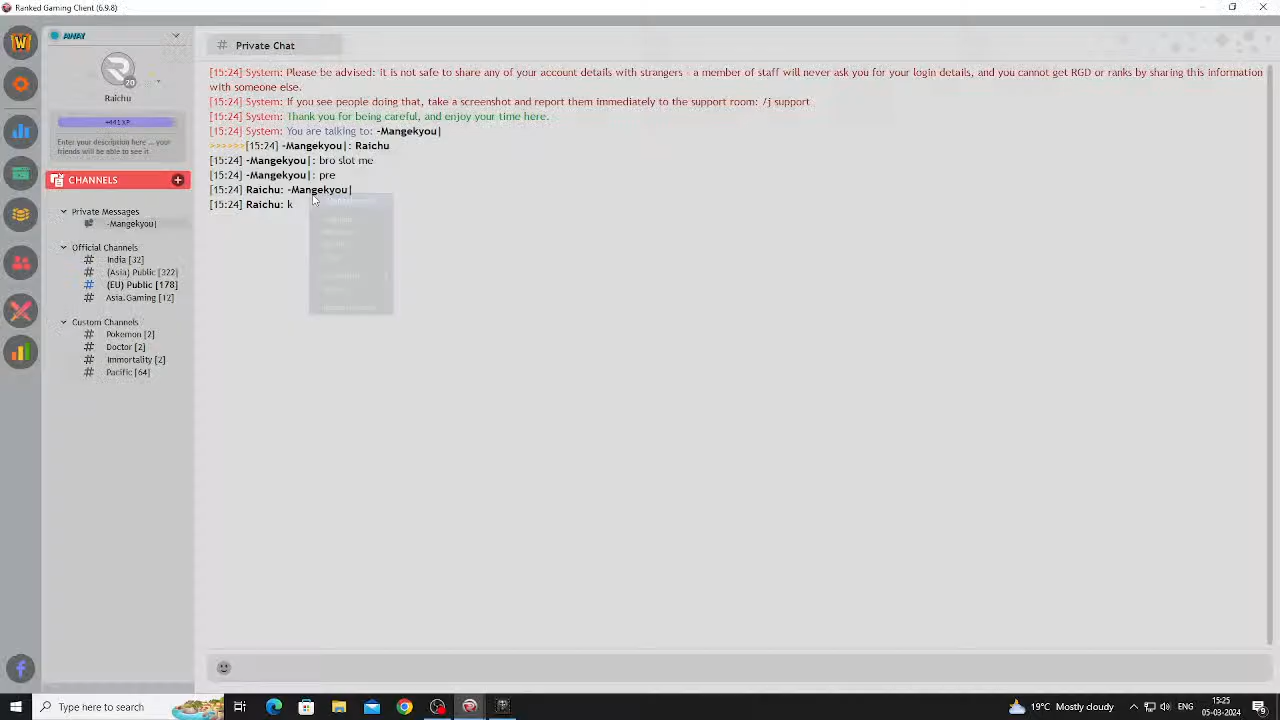 Ranked Gaming Client (6.9.8)
AWAY
20
Raichu
+441 XP
Enter your description here ... your
friends will be able to see it.
CHANNELS
Private Messages
-Mangekyou|
Official Channels
India [32]
(Asia) Public [322]
(EU) Public [178]
Asia.Gaming [12]
Custom Channels
Pokemon [2]
Doctor [2]
Immortality [2]
Pacific [64]
# Private Chat
[15:24] System: Please be advised: it is not safe to share any of your account details with strangers - a member of staff will never ask you for your login details, and you cannot get RGD or ranks by sharing this information
with someone else.
[15:24] System: If you see people doing that, take a screenshot and report them immediately to the support room: /j support
[15:24] System: Thank you for being careful, and enjoy your time here.
[15:24] System: You are talking to: -Mangekyou|
>>>>>>[15:24] -Mangekyou|: Raichu
[15:24] -Mangekyou|: bro slot me
[15:24] -Mangekyou|: pre
[15:24] Raichu: -Mangekyou|
[15:24] Raichu: k
Type here to search
19°C Mostly cloudy
ENG
15:25
05-03-2024